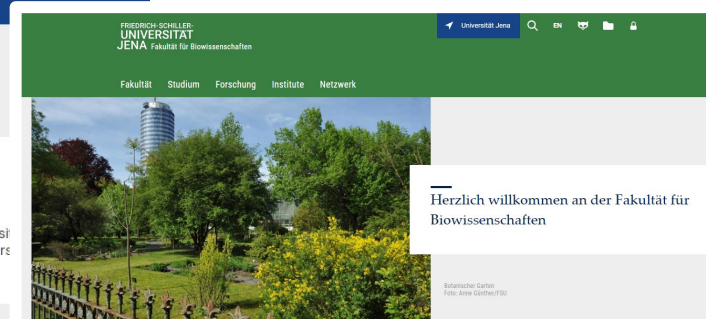 FRIEDRICH-SCHILLER-
UNIVERSITÄT
JENA Fakultät für Biowissenschaften
Universität Jena
EN
Fakultät Studium Forschung Institute Netzwerk
Herzlich willkommen an der Fakultät für
Biowissenschaften
Botanischer Garten
Foto: Anne Günther/FSU